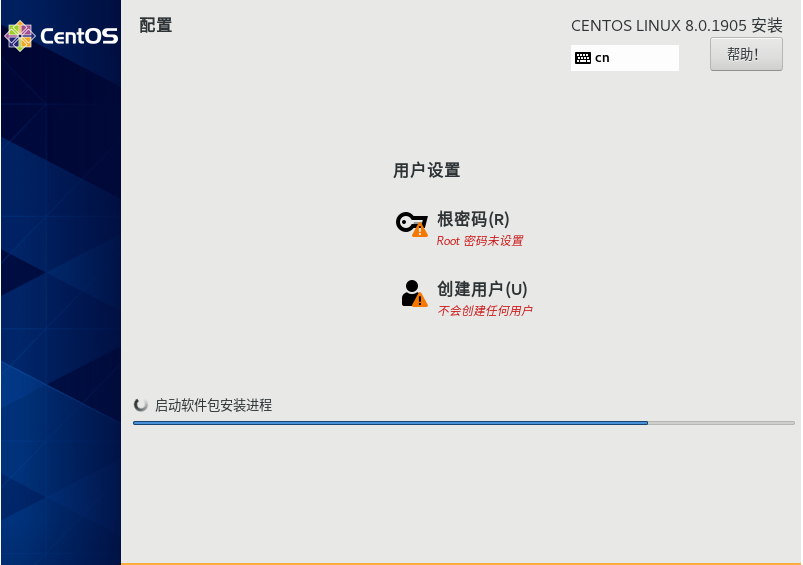 CentOS
配置
CENTOS LINUX 8.0.1905 安装
cn
帮助!
用户设置
根密码(R)
Root 密码未设置
创建用户(U)
不会创建任何用户
启动软件包安装进程